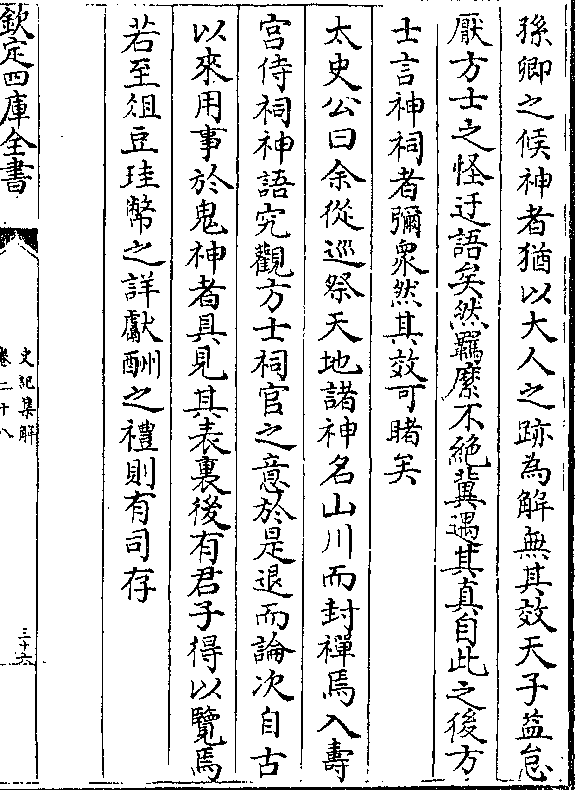 孫卿之候神者猶以大人之跡為解無其效天子益怠
厭方士之怪迂語矣然羈縻不絶冀遇其真自此之後方
士言神祠者彌衆然其效可睹矣
太史公曰余從巡祭天地諸神名山川而封禪焉入壽
宫侍祠神語究觀方士祠官之意於是退而論次自古
以來用事於鬼神者具見其表裏後有君子得以覽焉
若至俎豆珪幣之詳獻酬之禮則有司存
欽定四庫全書
史記集解
卷二十八
三十六